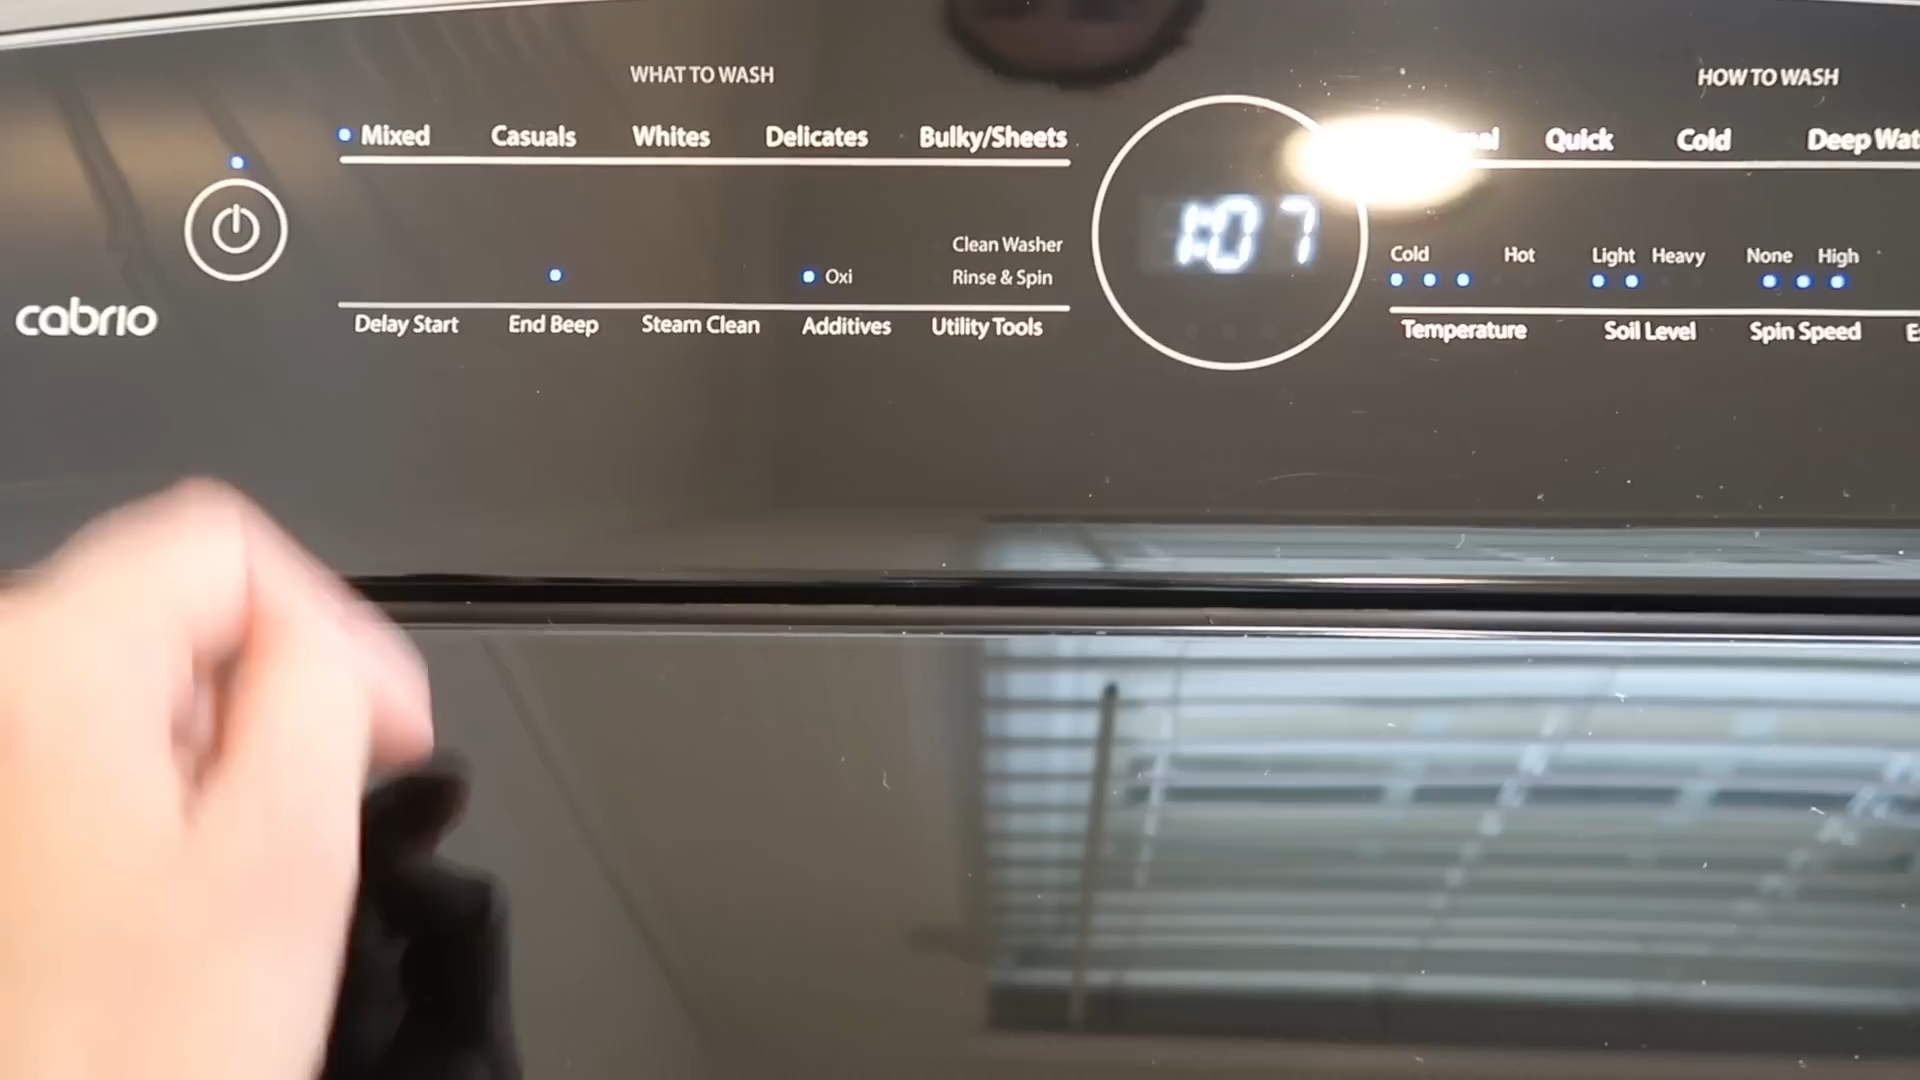 WHAT TO WASH
HOW TO WASH
Mixed Casuals Whites Delicates Bulky/Sheets
Quick Cold Deep
1:07
Clean Washer
Cold Hot Light Heavy None High
Oxi Rinse & Spin
cabrio
Delay Start End Beep Steam Clean Additives Utility Tools
Temperature Soil Level Spin Speed